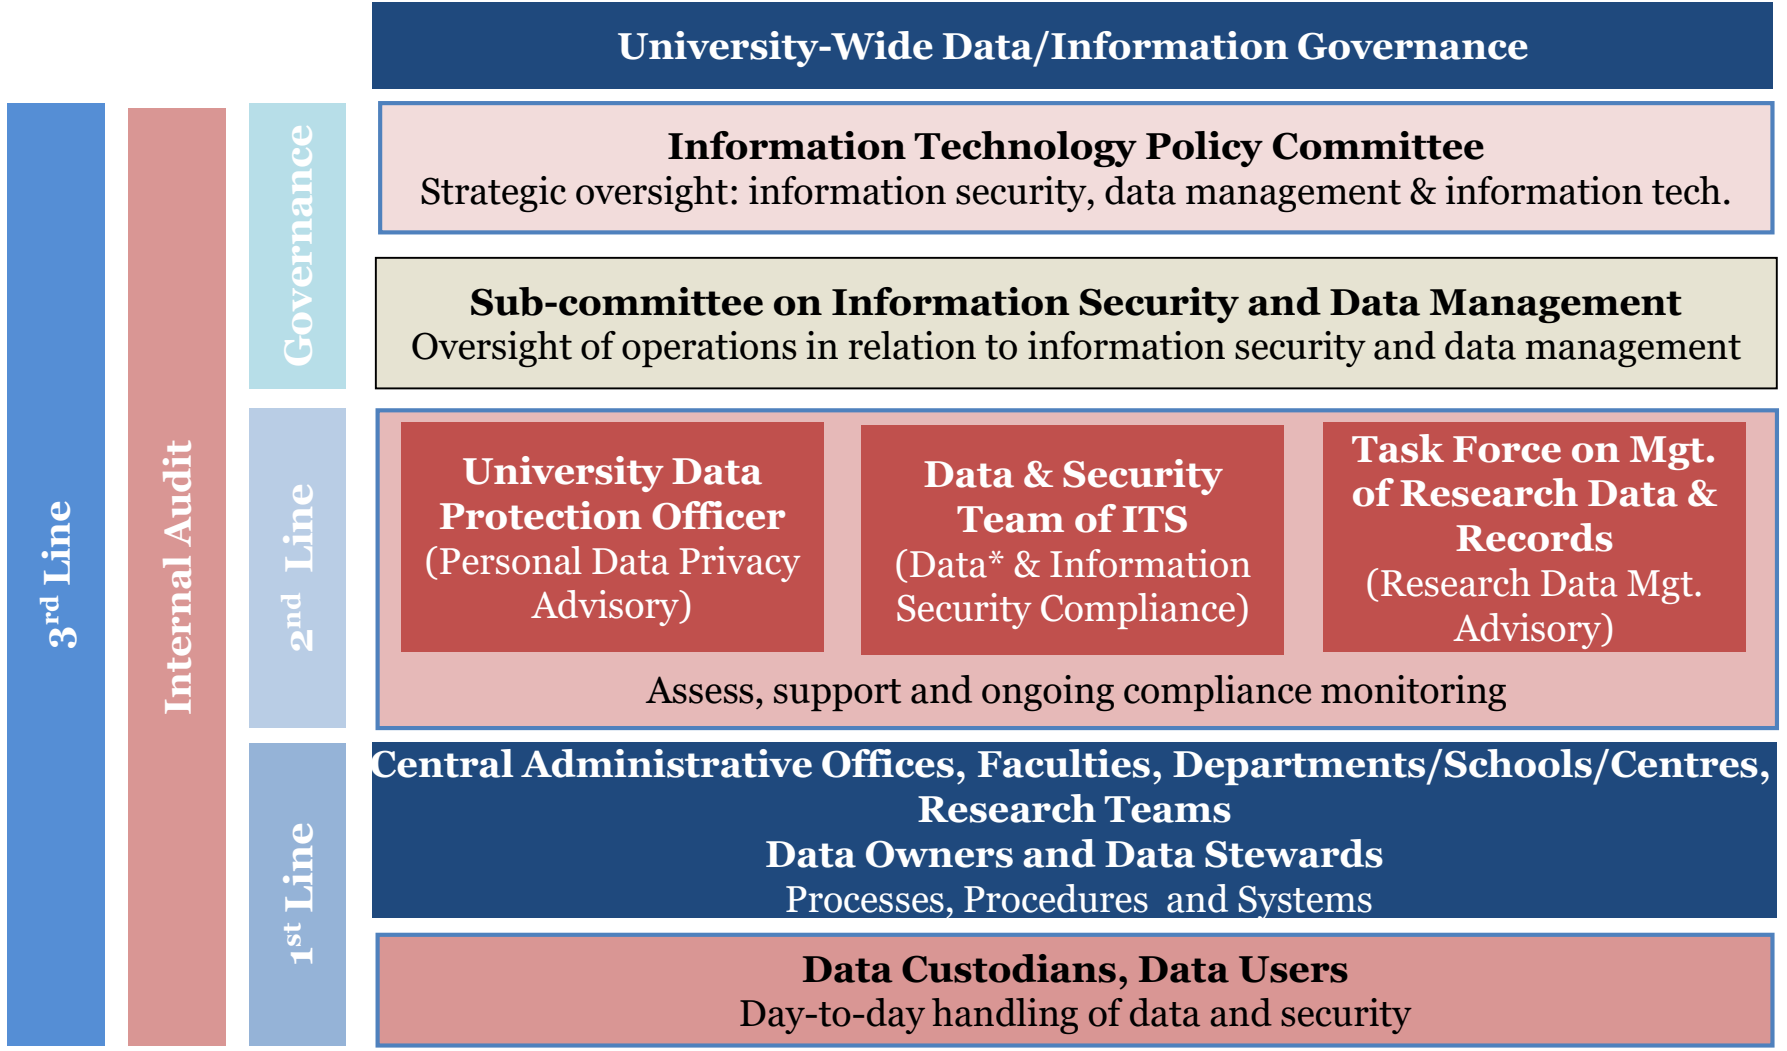 University-Wide Data/Information Governance
3rd Line
Internal Audit
Governance
Information Technology Policy Committee
Strategic oversight: information security, data management & information tech.
Sub-committee on Information Security and Data Management
Oversight of operations in relation to information security and data management
2nd Line
University Data
Protection Officer
(Personal Data Privacy
Advisory)
Data & Security
Team of ITS
(Data* & Information
Security Compliance)
Task Force on Mgt.
of Research Data &
Records
(Research Data Mgt.
Advisory)
Assess, support and ongoing compliance monitoring
1st Line
Central Administrative Offices, Faculties, Departments/Schools/Centres,
Research Teams
Data Owners and Data Stewards
Processes, Procedures and Systems
Data Custodians, Data Users
Day-to-day handling of data and security